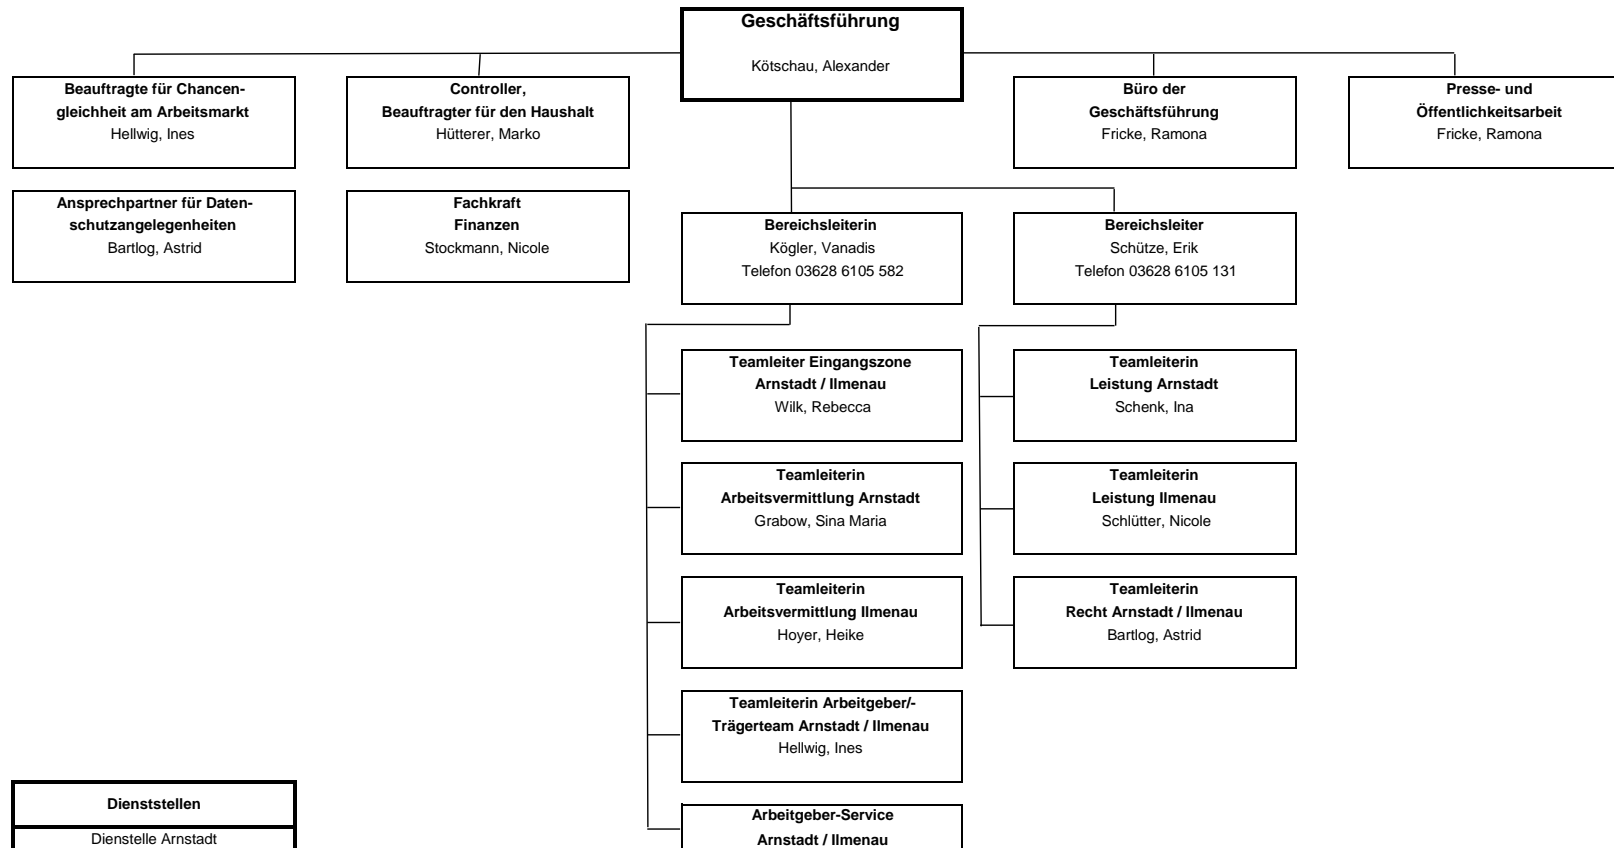 Geschäftsführung
Kötschau, Alexander
Beauftragte für Chancen-
gleichheit am Arbeitsmarkt
Hellwig, Ines
Controller,
Beauftragter für den Haushalt
Hütterer, Marko
Büro der
Geschäftsführung
Fricke, Ramona
Presse- und
Öffentlichkeitsarbeit
Fricke, Ramona
Ansprechpartner für Daten-
schutzangelegenheiten
Bartlog, Astrid
Fachkraft
Finanzen
Stockmann, Nicole
Bereichsleiterin
Kögler, Vanadis
Telefon 03628 6105 582
Bereichsleiter
Schütze, Erik
Telefon 03628 6105 131
Teamleiter Eingangszone
Arnstadt / Ilmenau
Wilk, Rebecca
Teamleiterin
Arbeitsvermittlung Arnstadt
Grabow, Sina Maria
Teamleiterin
Arbeitsvermittlung Ilmenau
Hoyer, Heike
Teamleiterin Arbeitgeber/-
Trägerteam Arnstadt / Ilmenau
Hellwig, Ines
Arbeitgeber-Service
Arnstadt / Ilmenau
Teamleiterin
Leistung Arnstadt
Schenk, Ina
Teamleiterin
Leistung Ilmenau
Schlütter, Nicole
Teamleiterin
Recht Arnstadt / Ilmenau
Bartlog, Astrid
Dienststellen
Dienstelle Arnstadt